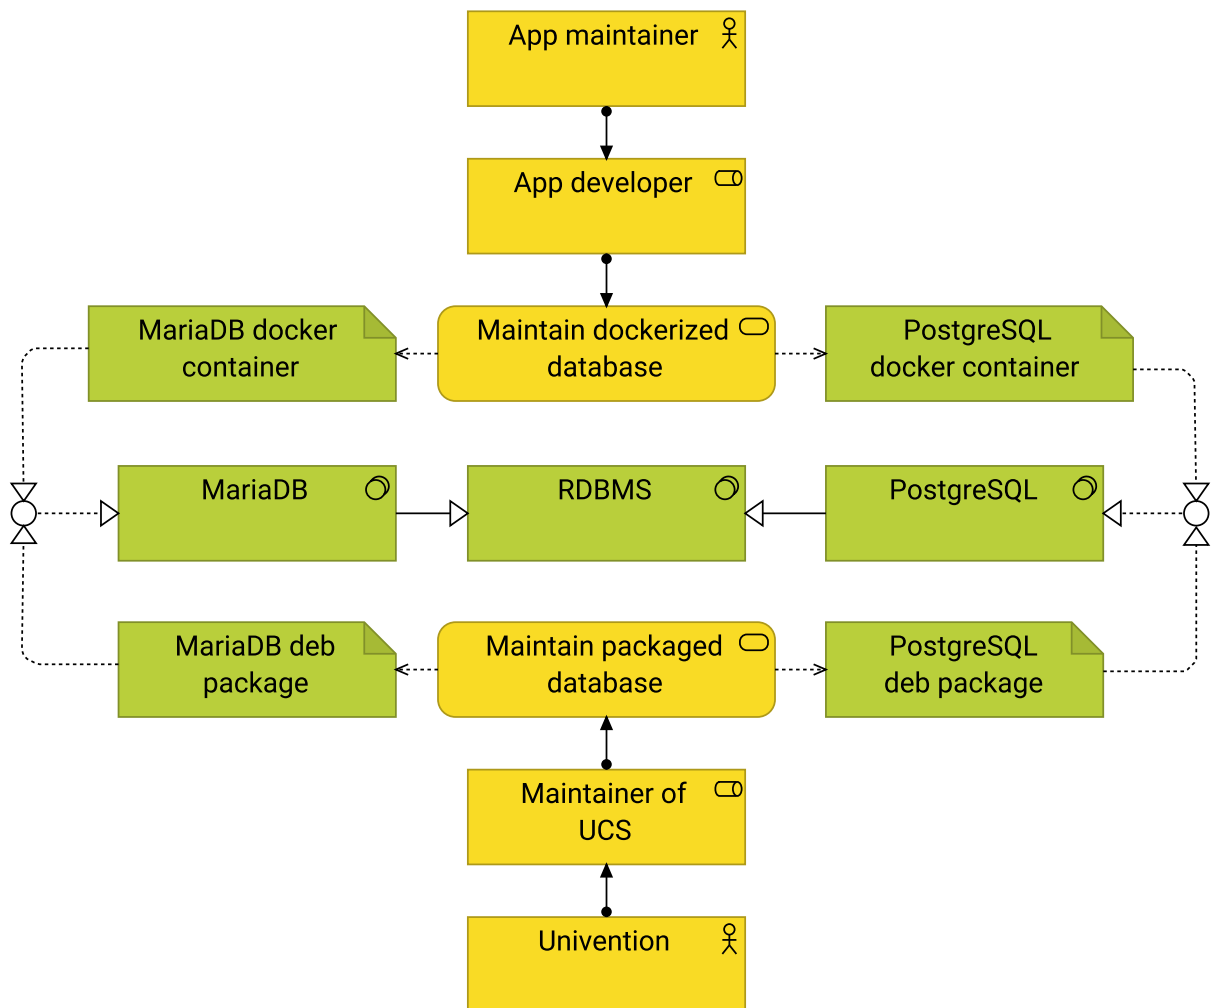 App maintainer
App developer
MariaDB docker
container
Maintain dockerized
database
PostgreSQL
docker container
MariaDB
RDBMS
PostgreSQL
MariaDB deb
package
Maintain packaged
database
PostgreSQL
deb package
Maintainer of
UCS
Univention